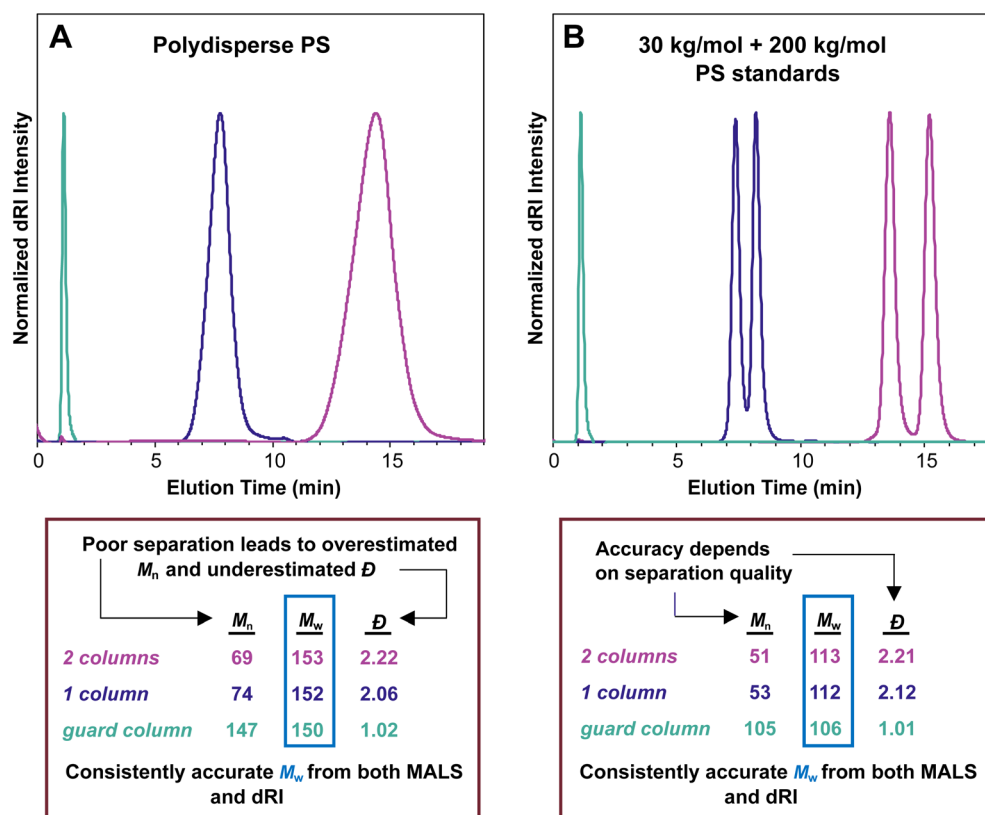 A
Polydisperse PS
Normalized dRI Intensity
0 5 10 15
Elution Time (min)
Poor separation leads to overestimated
Mn and underestimated Đ
Mn Mw Đ
2 columns 69 153 2.22
1 column 74 152 2.06
guard column 147 150 1.02
Consistently accurate Mw from both MALS
and dRI
B
30 kg/mol + 200 kg/mol
PS standards
Normalized dRI Intensity
0 5 10 15
Elution Time (min)
Accuracy depends
on separation quality
Mn Mw Đ
2 columns 51 113 2.21
1 column 53 112 2.12
guard column 105 106 1.01
Consistently accurate Mw from both MALS
and dRI